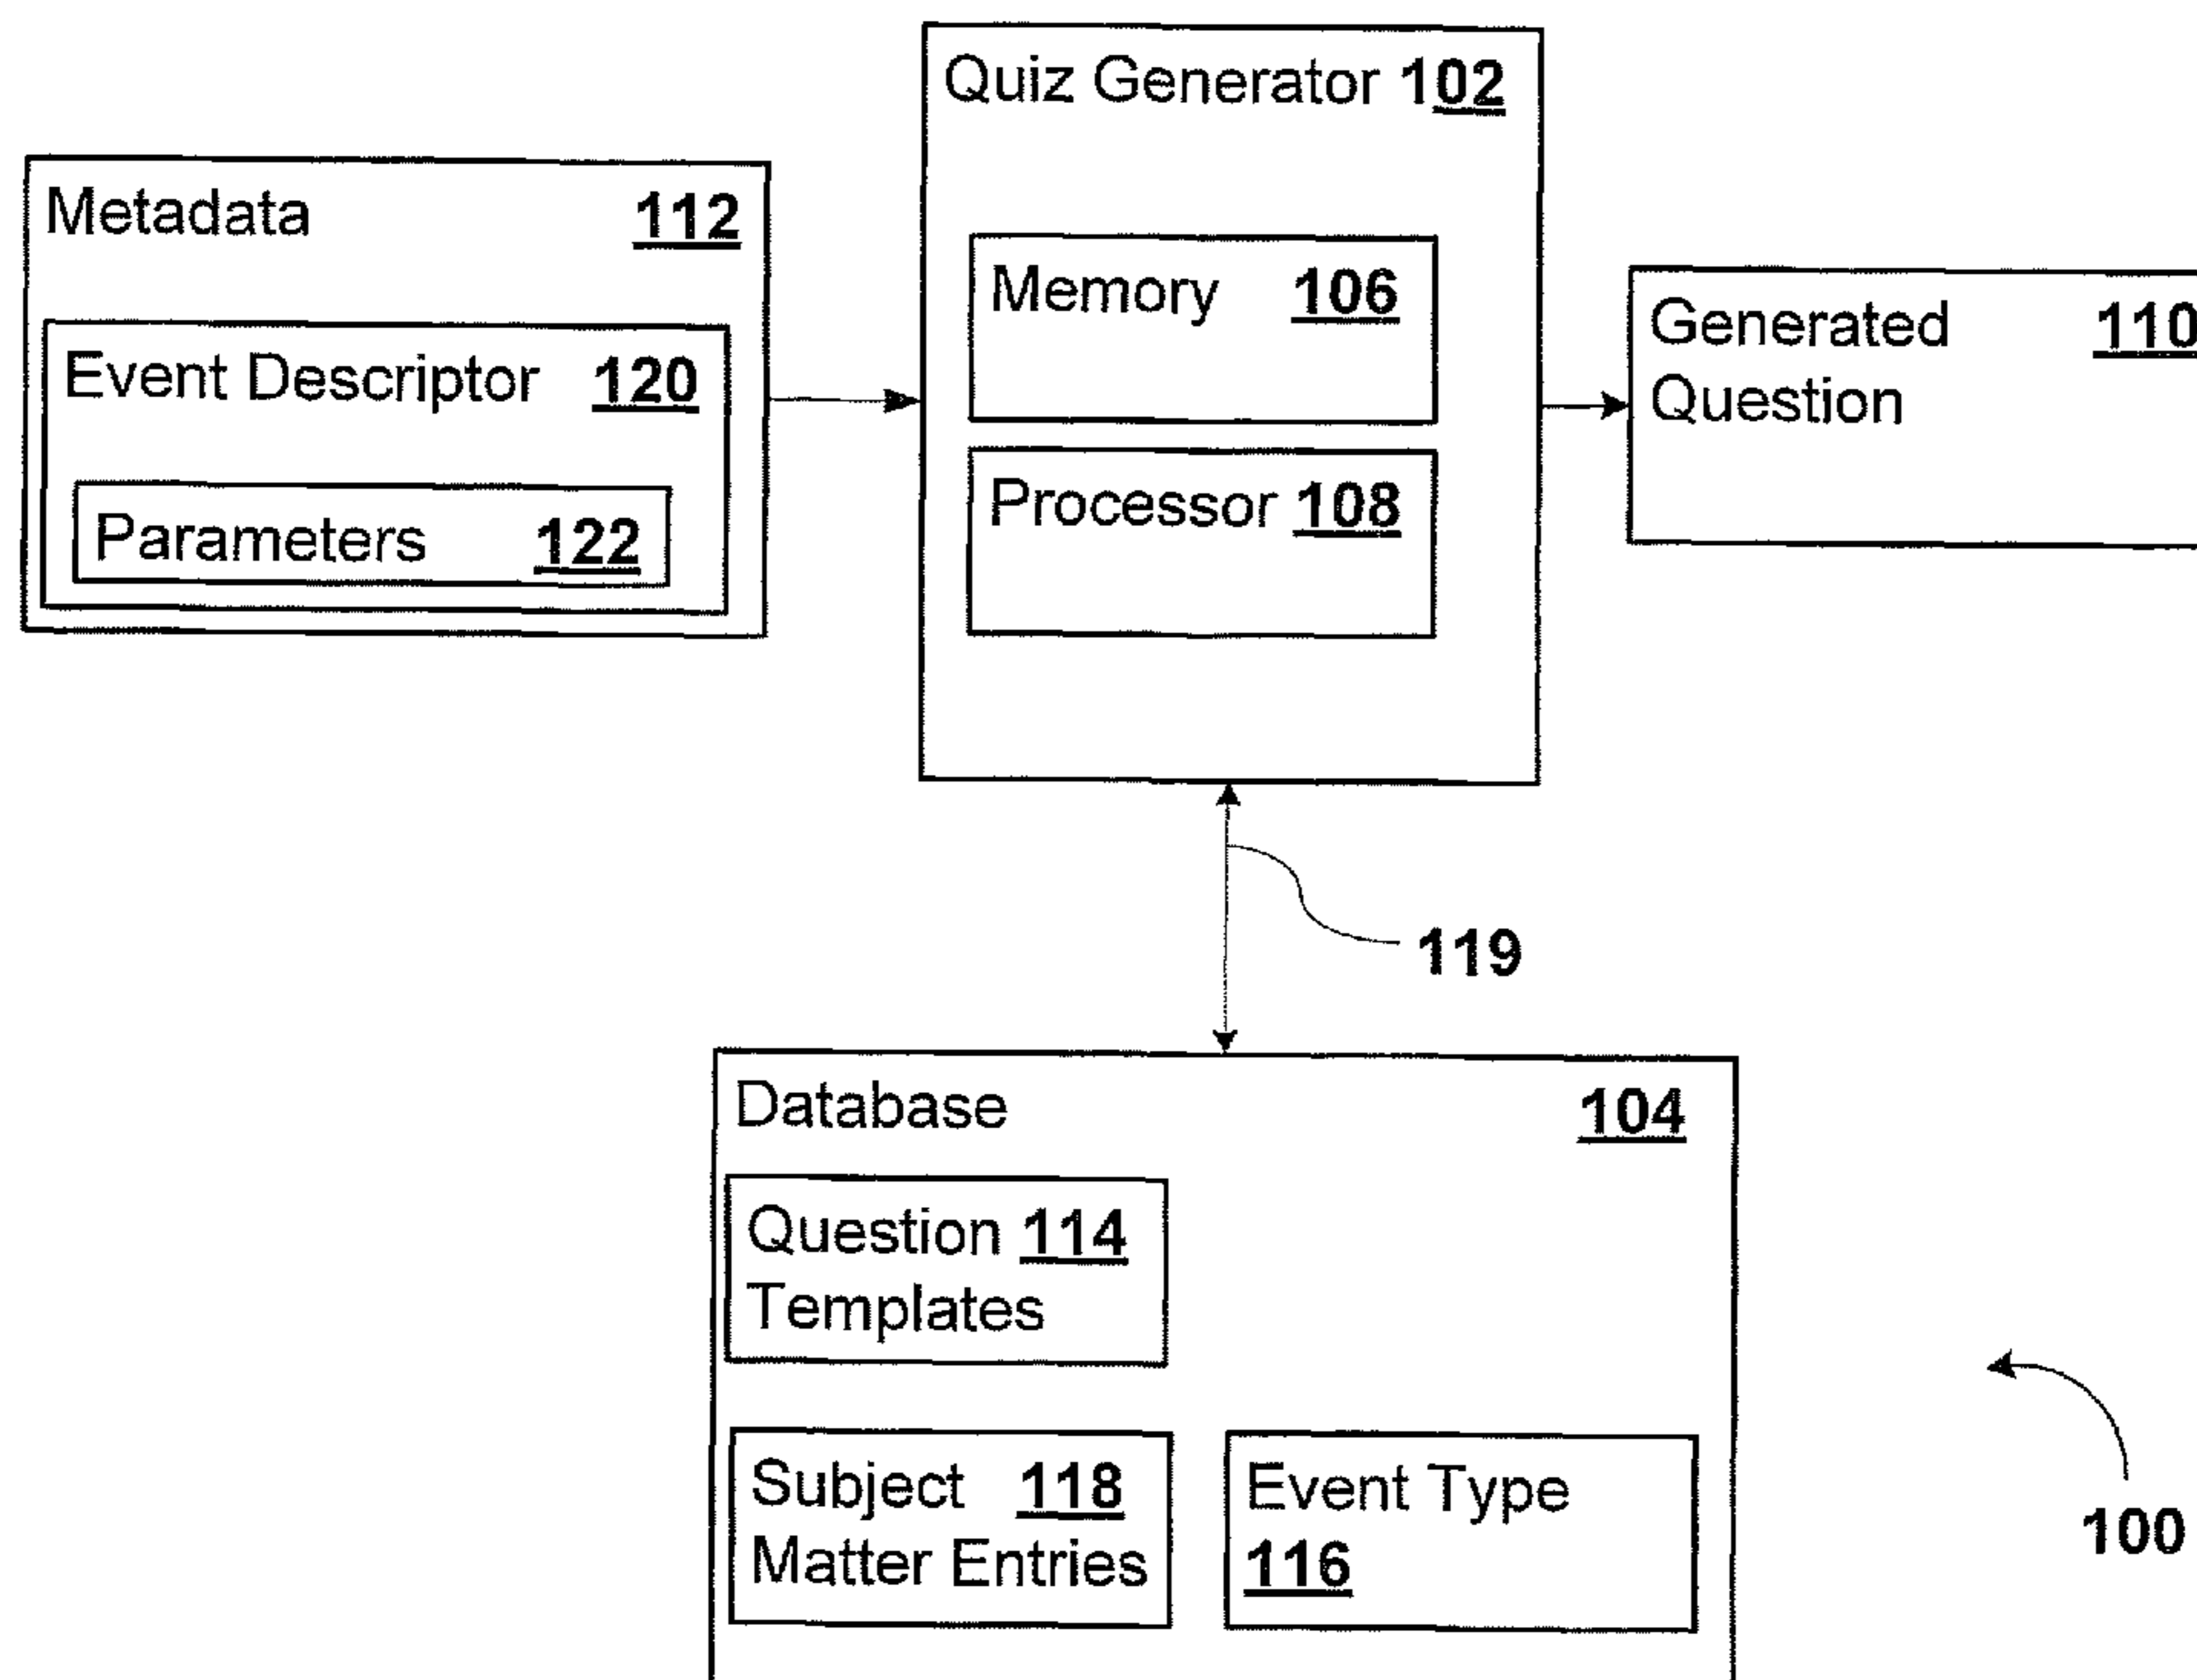 Quiz Generator 102
Metadata 112
Memory 106
Generated 110
Question
Event Descriptor 120
Processor 108
Parameters 122
119
Database 104
Question 114
Templates
Subject 118
Matter Entries
Event Type
116
100